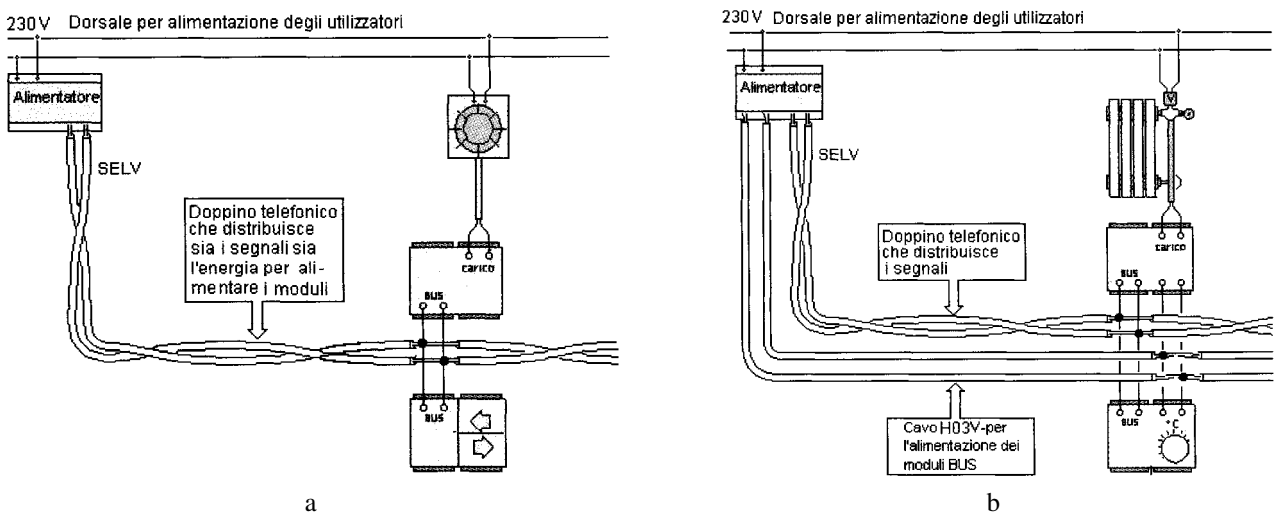 230V Dorsale per alimentazione degli utilizzatori
Alimentatore
SELV
Doppino telefonico
che distribuisce
sia i segnali sia
l'energia per ali-
mentare i moduli
carico
BUS
BUS
a
230V Dorsale per alimentazione degli utilizzatori
Alimentatore
V
SELV
Doppino telefonico
che distribuisce
i segnali
carico
BUS
BUS
°C
Cavo H03V-per
l'alimentazione dei
moduli BUS
b